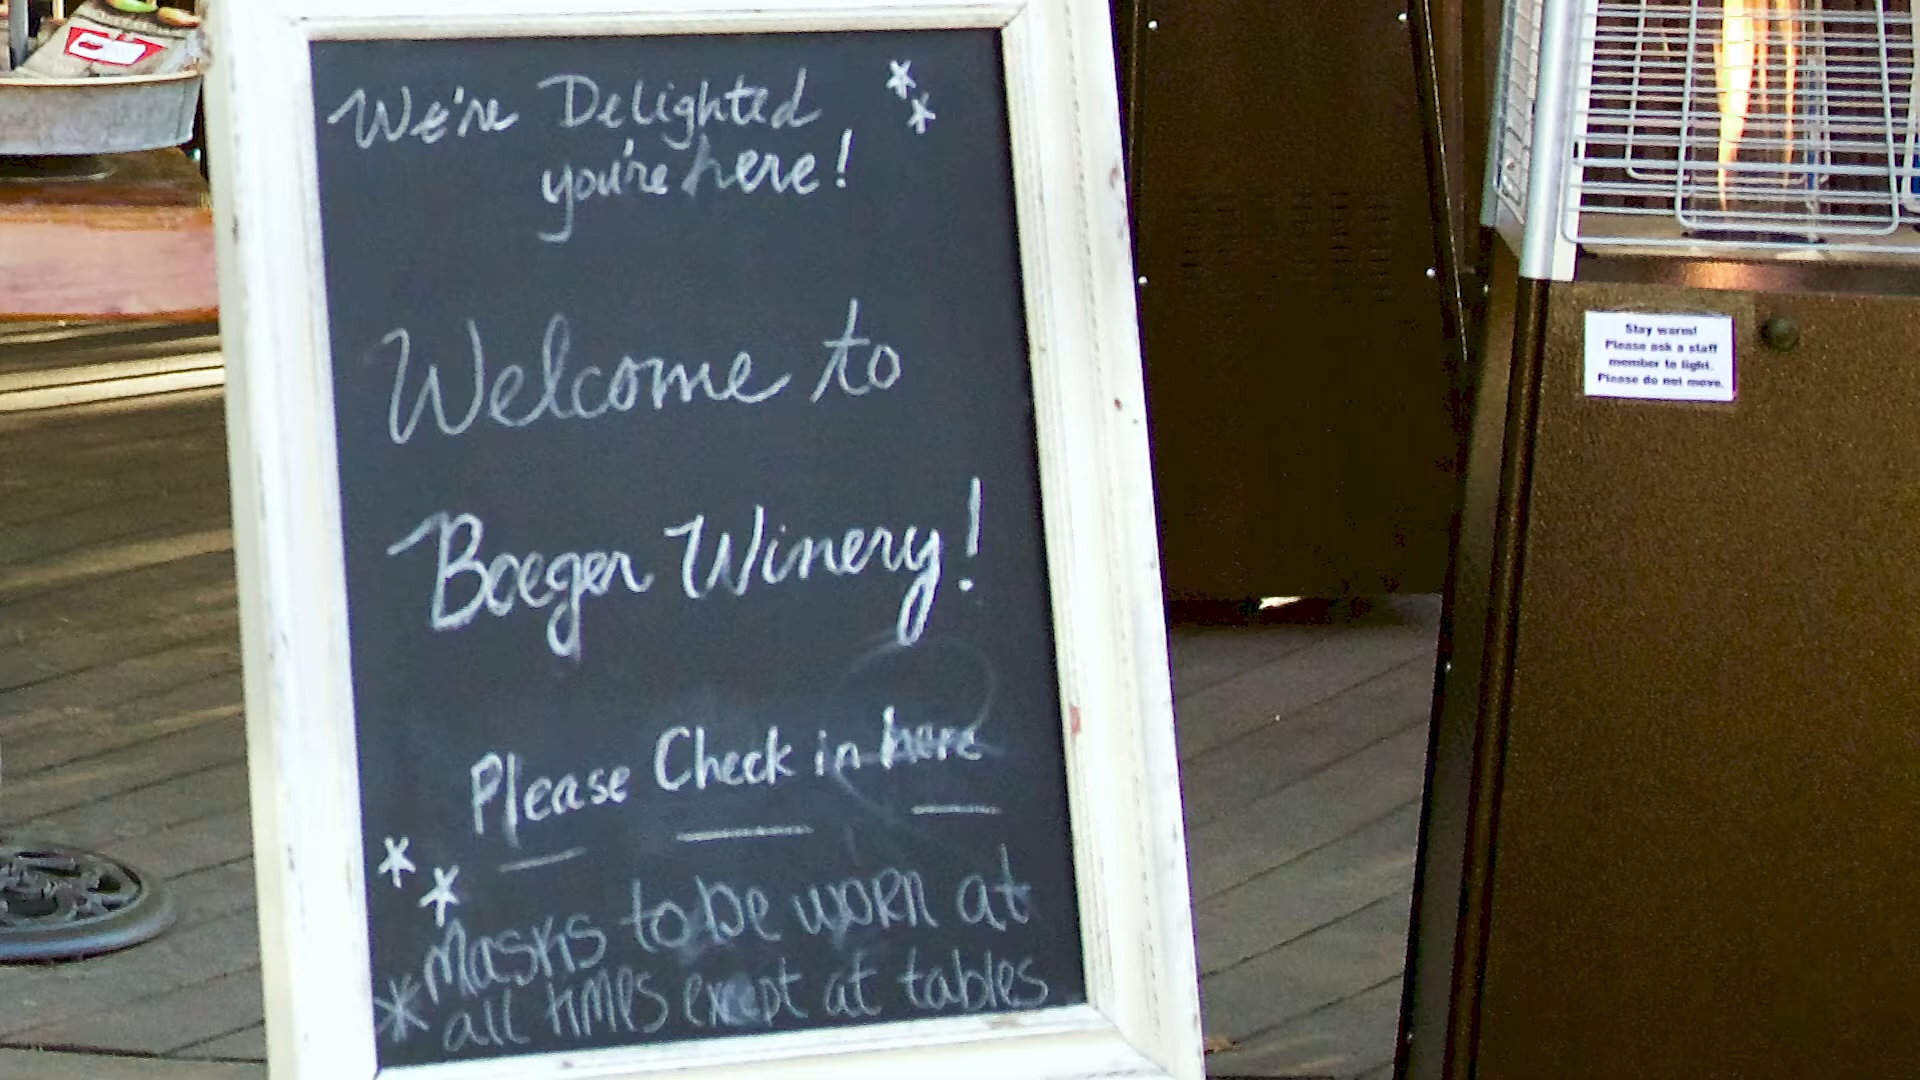 We're Delighted
you're here!
Welcome to
Boeger Winery!
Please Check in here
Masks to be worn at
all times except at tables
Stay warm!
Please ask a staff
member to light.
Please do not move.